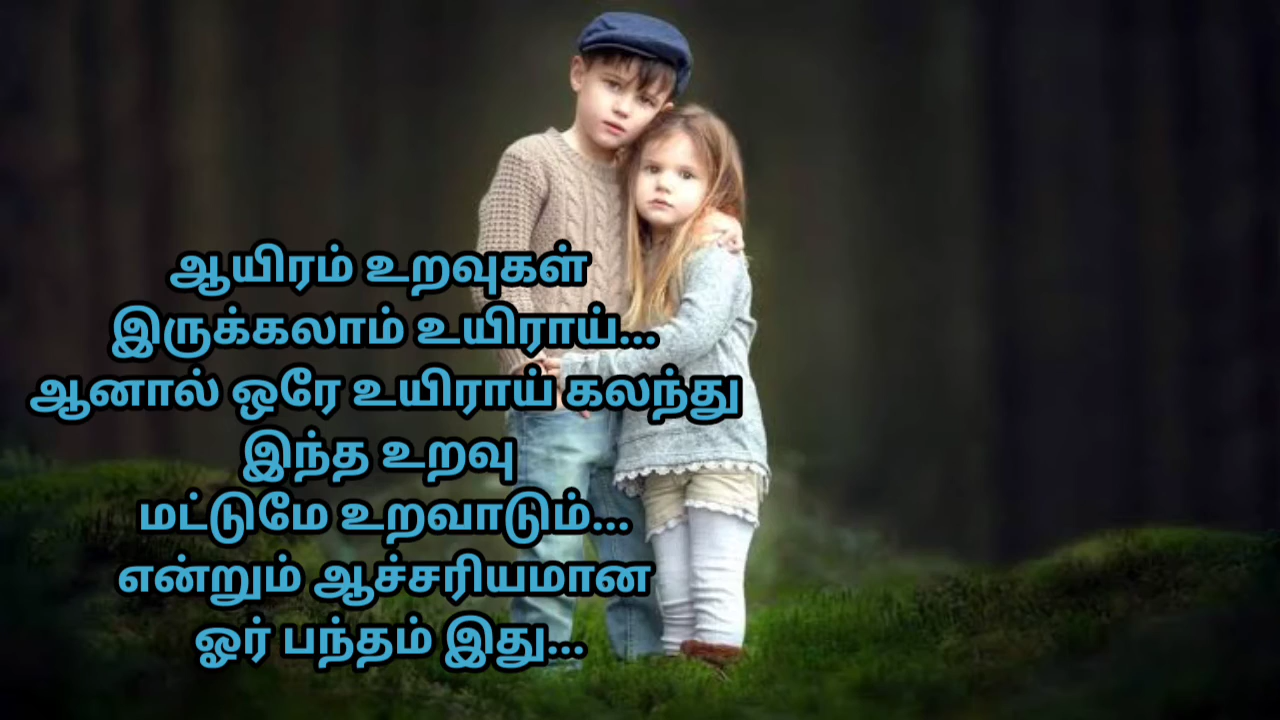 ஆயிரம் உறவுகள்
இருக்கலாம் உயிராய்...
ஆனால் ஒரே உயிராய் கலந்து
இந்த உறவு
மட்டுமே உறவாடும்...
என்றும் ஆச்சரியமான
ஓர் பந்தம் இது...